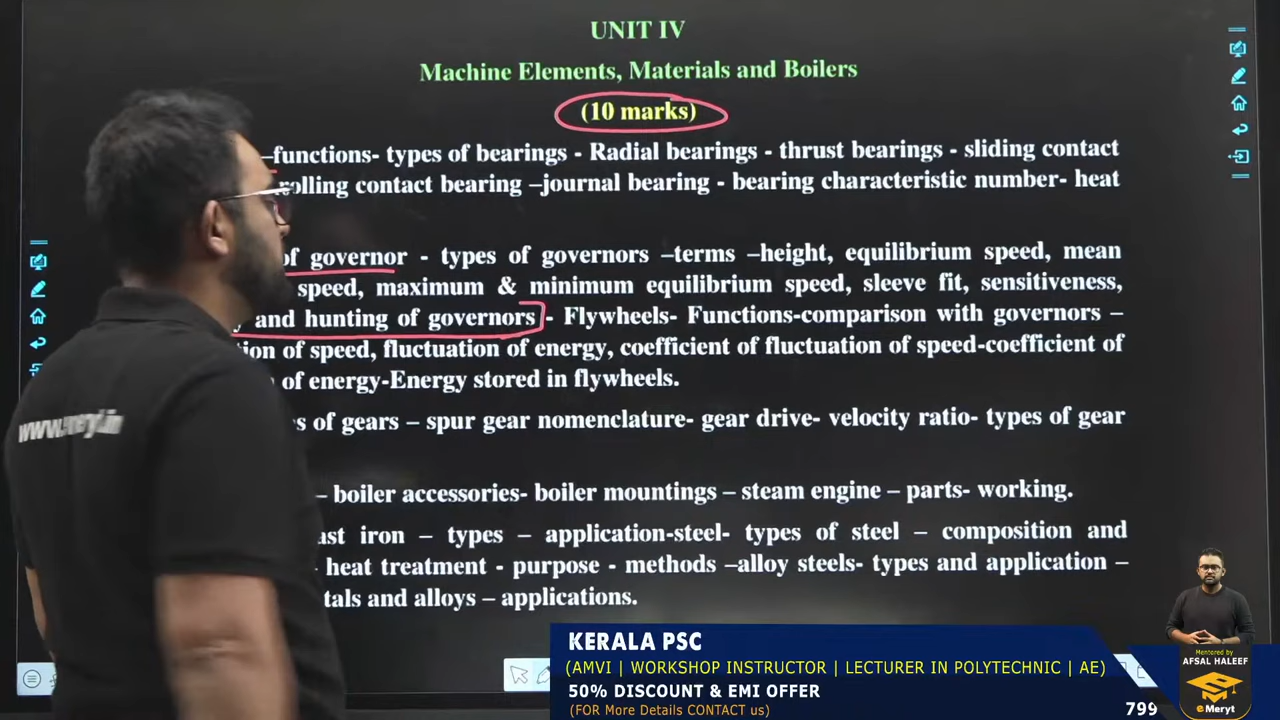 UNIT IV
Machine Elements, Materials and Boilers
(10 marks)
–functions- types of bearings - Radial bearings - thrust bearings - sliding contact
rolling contact bearing –journal bearing - bearing characteristic number- heat
of governor - types of governors –terms –height, equilibrium speed, mean
speed, maximum & minimum equilibrium speed, sleeve fit, sensitiveness,
and hunting of governors - Flywheels- Functions-comparison with governors –
of speed, fluctuation of energy, coefficient of fluctuation of speed-coefficient of
of energy-Energy stored in flywheels.
of gears – spur gear nomenclature- gear drive- velocity ratio- types of gear
– boiler accessories- boiler mountings – steam engine – parts- working.
iron – types – application-steel- types of steel – composition and
heat treatment - purpose - methods –alloy steels- types and application –
and alloys – applications.
KERALA PSC
(AMVI | WORKSHOP INSTRUCTOR | LECTURER IN POLYTECHNIC | AE)
50% DISCOUNT & EMI OFFER
(FOR More Details CONTACT us)
799
Mentored by
AFSAL HALEEF
eMeryt